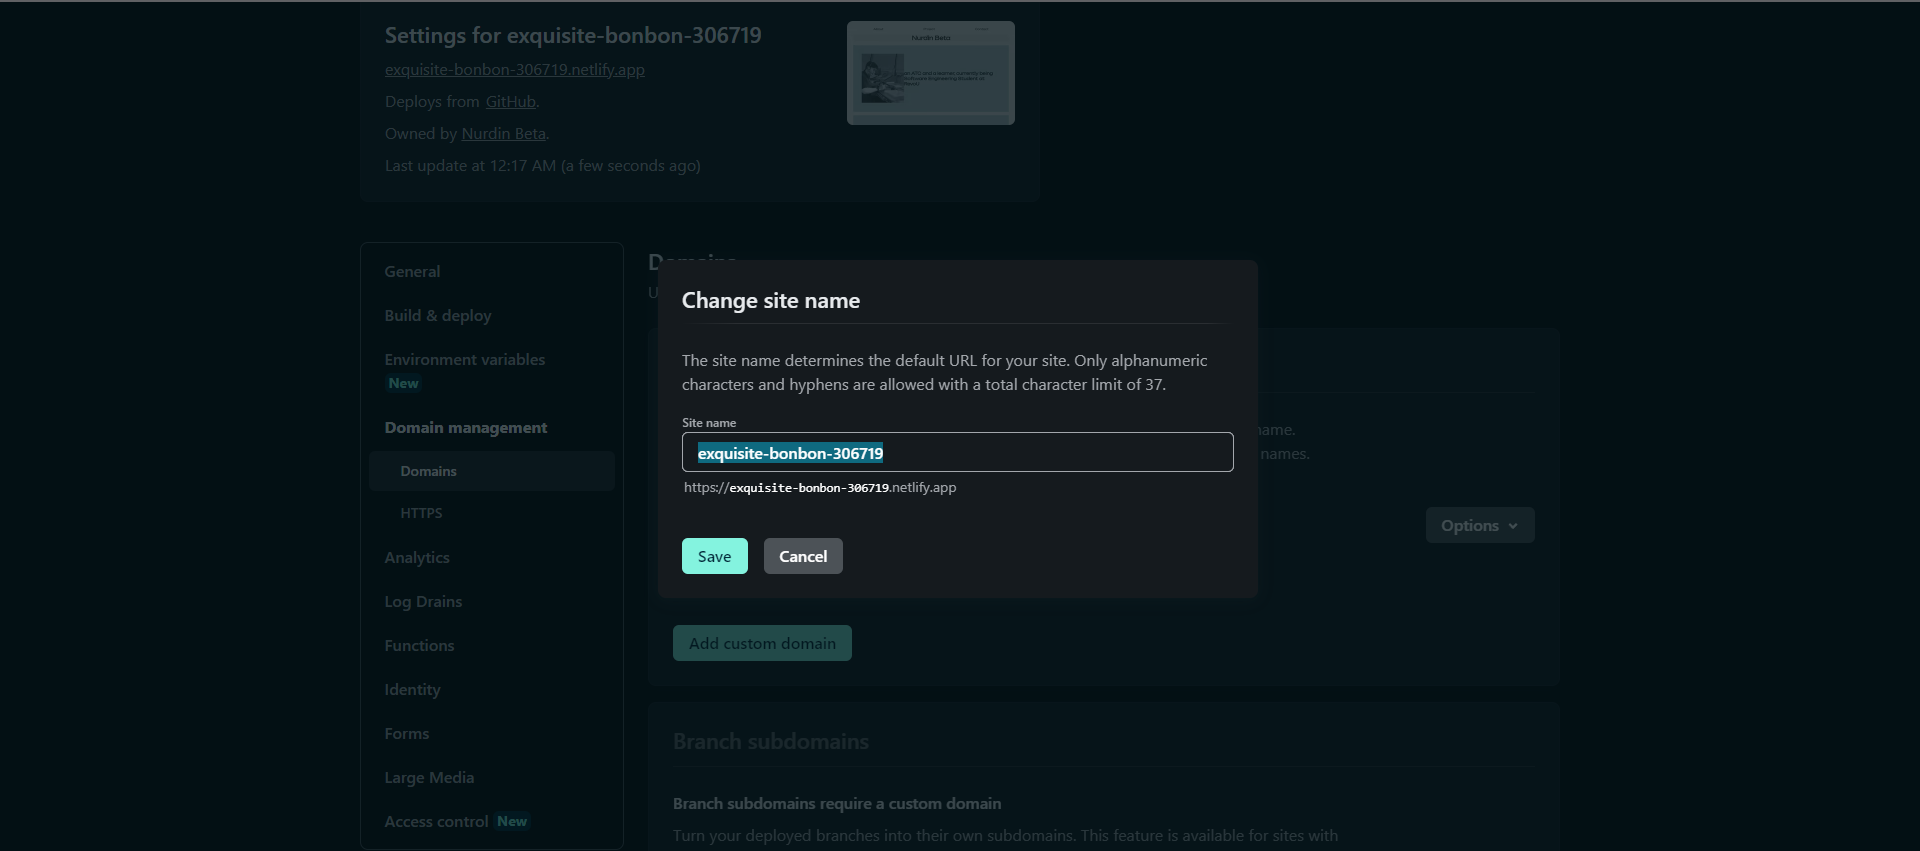 Settings for exquisite-bonbon-306719
exquisite-bonbon-306719.netlify.app
Deploys from GitHub.
Owned by Nurdin Beta.
Last update at 12:17 AM (a few seconds ago)
Nurdin Beta
General
Build & deploy
Environment variables
New
Domain management
Domains
HTTPS
Analytics
Log Drains
Functions
Identity
Forms
Large Media
Access control New
Domains
Change site name
The site name determines the default URL for your site. Only alphanumeric
characters and hyphens are allowed with a total character limit of 37.
Site name
exquisite-bonbon-306719
https://exquisite-bonbon-306719.netlify.app
Save Cancel
names.
Options
Add custom domain
Branch subdomains
Branch subdomains require a custom domain
Turn your deployed branches into their own subdomains. This feature is available for sites with